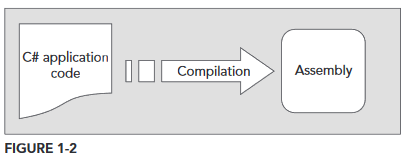 C# application
code
Compilation
Assembly
FIGURE 1-2